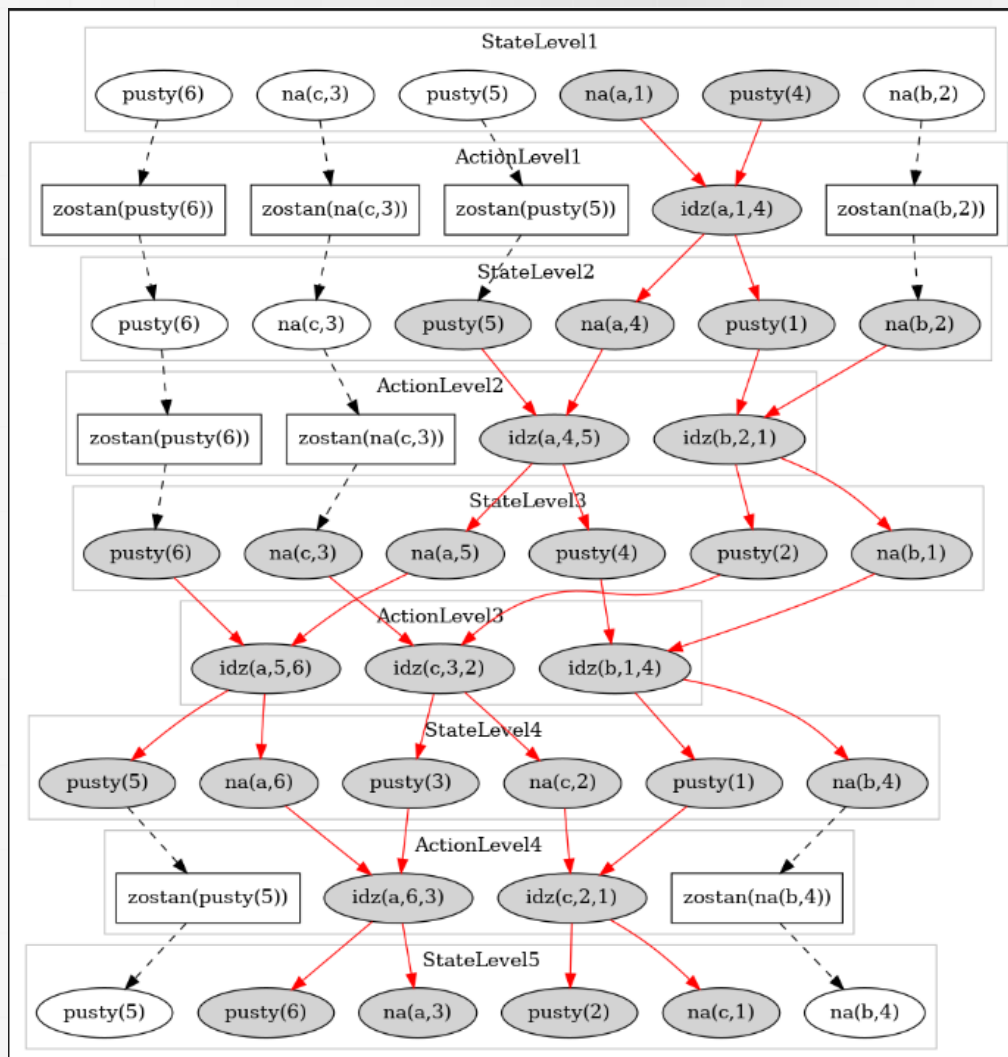 StateLevel1
pusty(6) na(c,3) pusty(5) na(a,1) pusty(4) na(b,2)
ActionLevel1
zostan(pusty(6)) zostan(na(c,3)) zostan(pusty(5)) idz(a,1,4) zostan(na(b,2))
StateLevel2
pusty(6) na(c,3) pusty(5) na(a,4) pusty(1) na(b,2)
ActionLevel2
zostan(pusty(6)) zostan(na(c,3)) idz(a,4,5) idz(b,2,1)
StateLevel3
pusty(6) na(c,3) na(a,5) pusty(4) pusty(2) na(b,1)
ActionLevel3
idz(a,5,6) idz(c,3,2) idz(b,1,4)
StateLevel4
pusty(5) na(a,6) pusty(3) na(c,2) pusty(1) na(b,4)
ActionLevel4
zostan(pusty(5)) idz(a,6,3) idz(c,2,1) zostan(na(b,4))
StateLevel5
pusty(5) pusty(6) na(a,3) pusty(2) na(c,1) na(b,4)